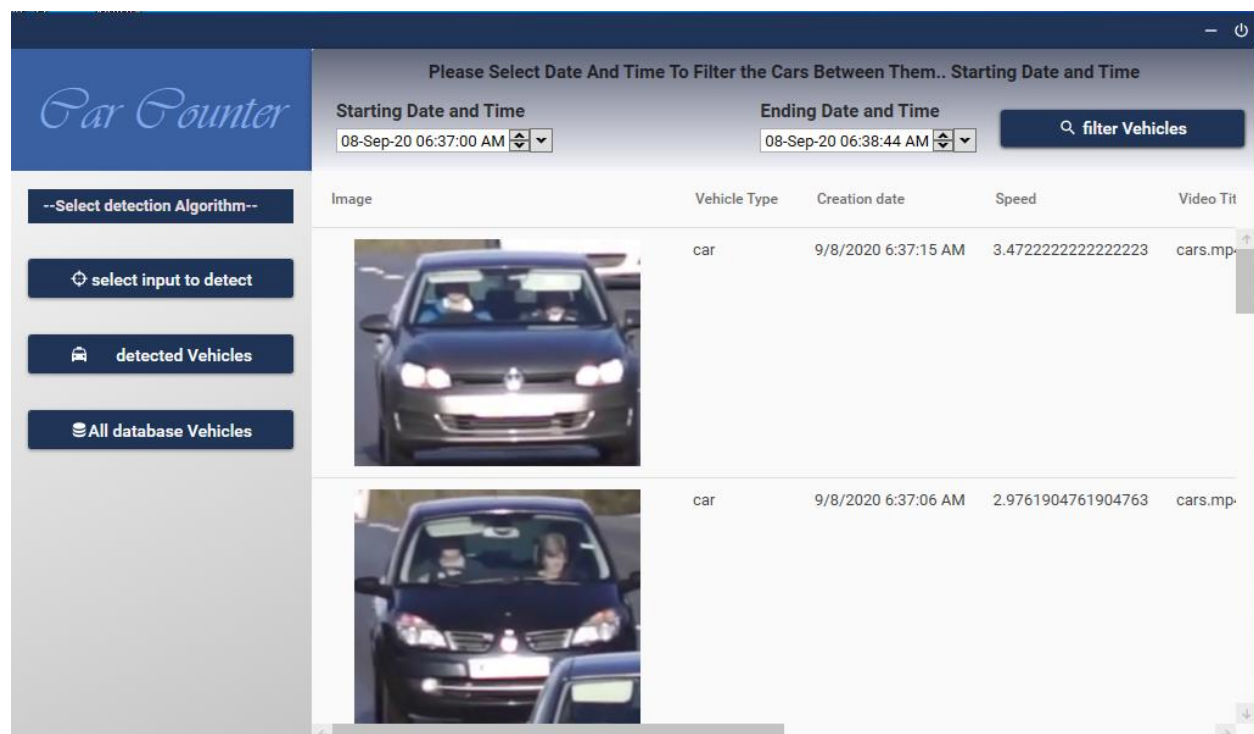 Car Counter
Please Select Date And Time To Filter the Cars Between Them.. Starting Date and Time
Starting Date and Time
Ending Date and Time
08-Sep-20 06:37:00 AM
08-Sep-20 06:38:44 AM
filter Vehicles
--Select detection Algorithm--
select input to detect
detected Vehicles
All database Vehicles
Image Vehicle Type Creation date Speed Video Tit
car 9/8/2020 6:37:15 AM 3.4722222222222223 cars.mp
car 9/8/2020 6:37:06 AM 2.9761904761904763 cars.mp